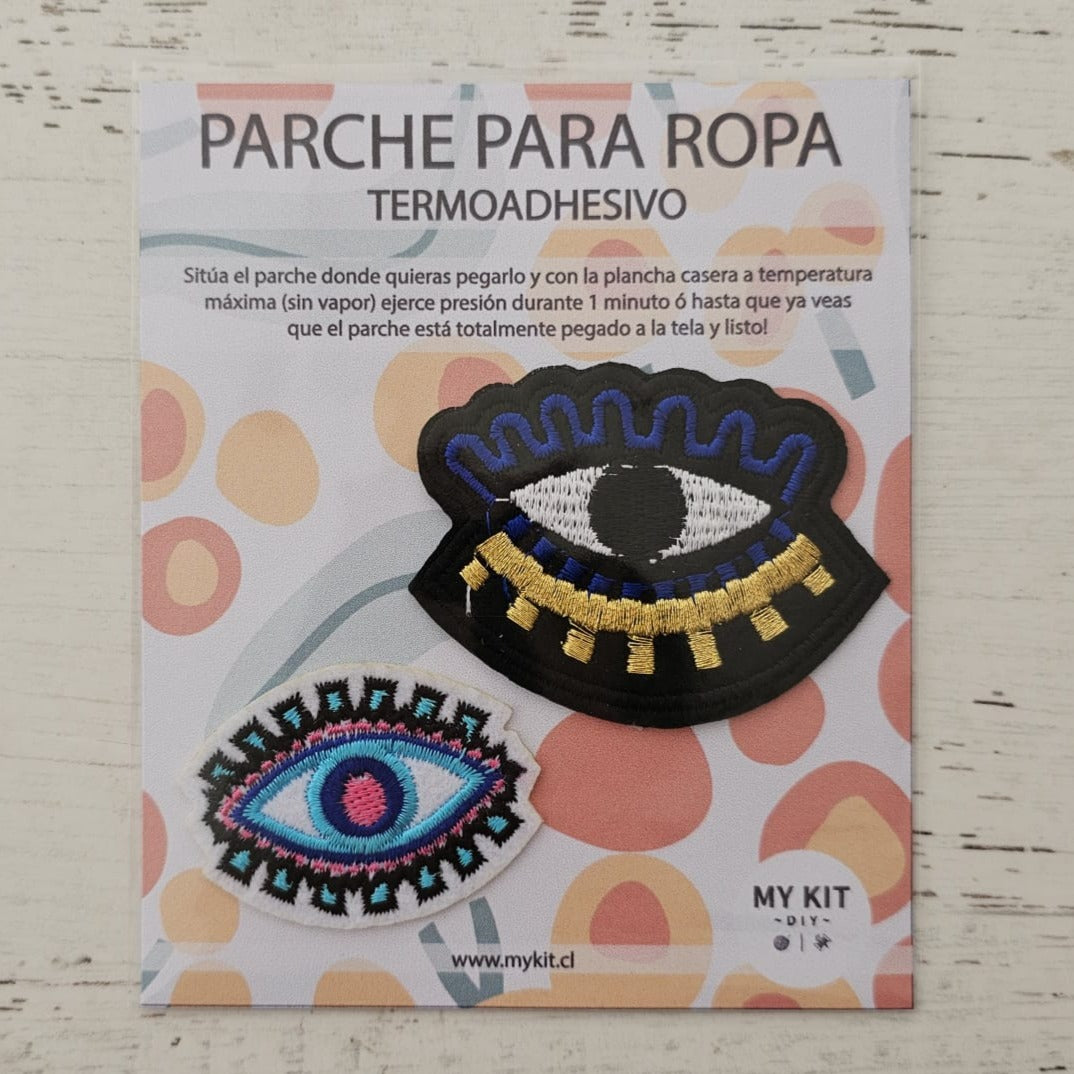 PARCHE PARA ROPA
TERMOADHESIVO
Sitúa el parche donde quieras pegarlo y con la plancha casera a temperatura
máxima (sin vapor) ejerce presión durante 1 minuto ó hasta que ya veas
que el parche está totalmente pegado a la tela y listo!
MY KIT
~DIY~
www.mykit.cl